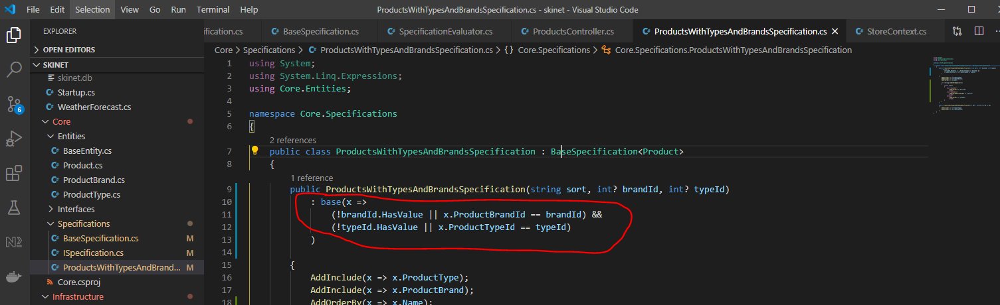 File Edit Selection View Go Run Terminal Help ProductsWithTypesAndBrandsSpecification.cs - skinet - Visual Studio Code
EXPLORER
OPEN EDITORS
SKINET
skinet.db
Startup.cs
WeatherForecast.cs
Core
Entities
BaseEntity.cs
Product.cs
ProductBrand.cs
ProductType.cs
Interfaces
Specifications
BaseSpecification.cs M
ISpecification.cs M
ProductsWithTypesAndBrand... M
Core.csproj
Infrastructure
6
ification.cs BaseSpecification.cs SpecificationEvaluator.cs ProductsController.cs ProductsWithTypesAndBrandsSpecification.cs StoreContext.cs
Core > Specifications > ProductsWithTypesAndBrandsSpecification.cs > {} Core.Specifications > Core.Specifications.ProductsWithTypesAndBrandsSpecification
1 using System;
2 using System.Linq.Expressions;
3 using Core.Entities;
4
5 namespace Core.Specifications
6 {
2 references
7 public class ProductsWithTypesAndBrandsSpecification : BaseSpecification<Product>
8 {
1 reference
9 public ProductsWithTypesAndBrandsSpecification(string sort, int? brandId, int? typeId)
10 : base(x =>
11 (!brandId.HasValue || x.ProductBrandId == brandId) &&
12 (!typeId.HasValue || x.ProductTypeId == typeId)
13 )
14
15 {
16 AddInclude(x => x.ProductType);
17 AddInclude(x => x.ProductBrand);
18 AddOrderBy(x => x.Name);